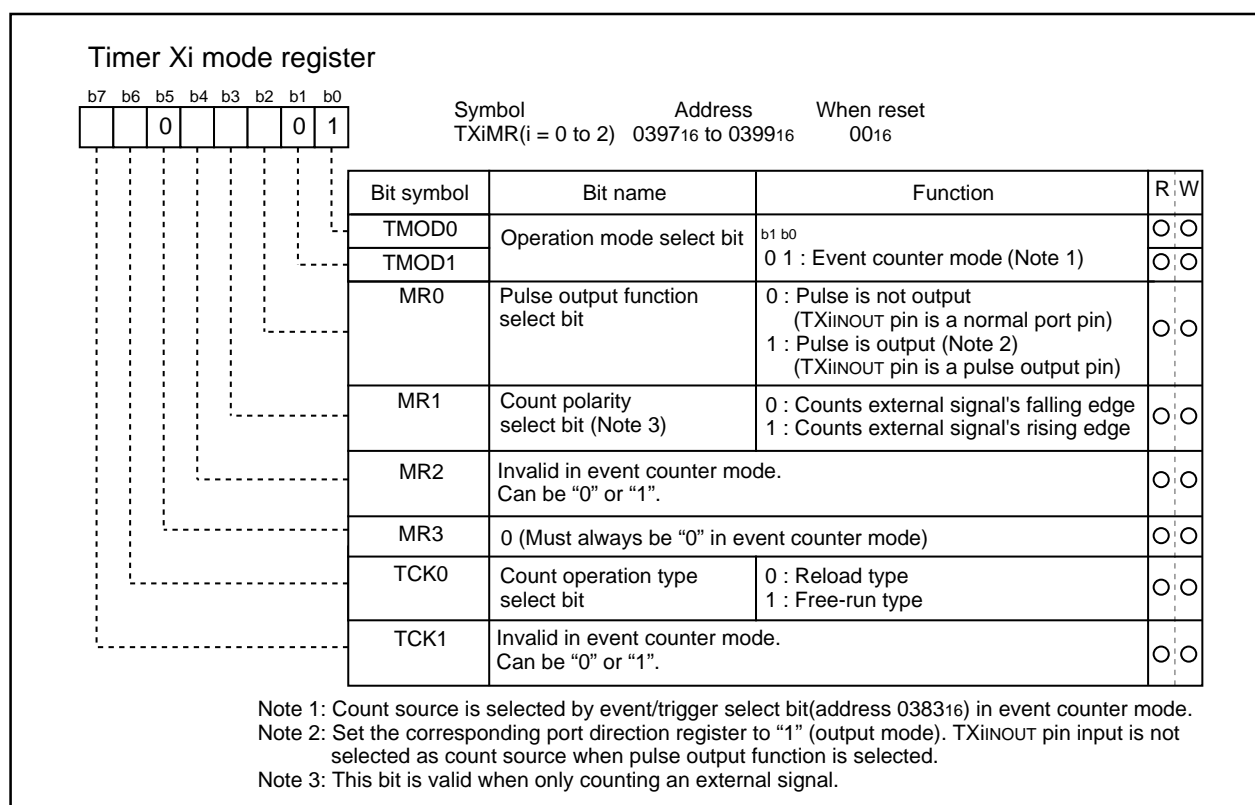 Timer Xi mode register
b7 b6 b5 b4 b3 b2 b1 b0
0 0 1
Symbol Address When reset
TXiMR(i = 0 to 2) 039716 to 039916 0016
Bit symbol Bit name Function R W
TMOD0 Operation mode select bit b1 b0
TMOD1 0 1 : Event counter mode (Note 1)
MR0 Pulse output function 0 : Pulse is not output
select bit (TXiINOUT pin is a normal port pin)
1 : Pulse is output (Note 2)
(TXiINOUT pin is a pulse output pin)
MR1 Count polarity 0 : Counts external signal's falling edge
select bit (Note 3) 1 : Counts external signal's rising edge
MR2 Invalid in event counter mode.
Can be “0” or “1”.
MR3 0 (Must always be “0” in event counter mode)
TCK0 Count operation type 0 : Reload type
select bit 1 : Free-run type
TCK1 Invalid in event counter mode.
Can be “0” or “1”.
Note 1: Count source is selected by event/trigger select bit(address 038316) in event counter mode.
Note 2: Set the corresponding port direction register to “1” (output mode). TXiINOUT pin input is not
selected as count source when pulse output function is selected.
Note 3: This bit is valid when only counting an external signal.